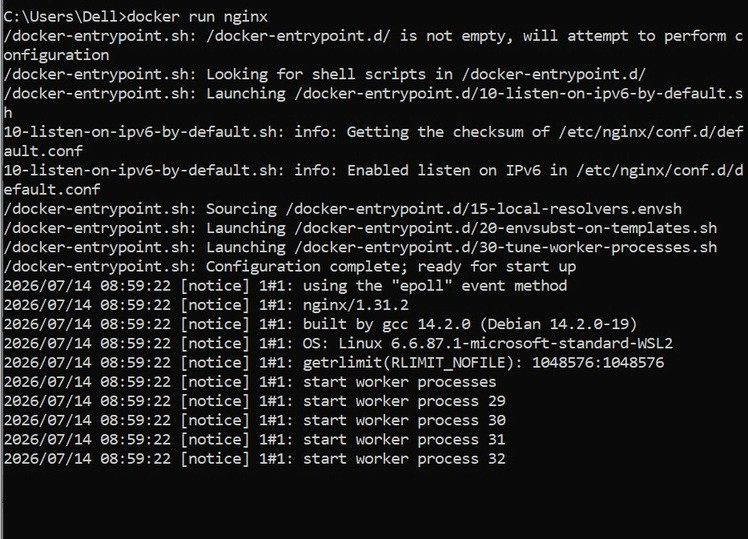 C:\Users\Dell>docker run nginx
/docker-entrypoint.sh: /docker-entrypoint.d/ is not empty, will attempt to perform c
onfiguration
/docker-entrypoint.sh: Looking for shell scripts in /docker-entrypoint.d/
/docker-entrypoint.sh: Launching /docker-entrypoint.d/10-listen-on-ipv6-by-default.s
h
10-listen-on-ipv6-by-default.sh: info: Getting the checksum of /etc/nginx/conf.d/def
ault.conf
10-listen-on-ipv6-by-default.sh: info: Enabled listen on IPv6 in /etc/nginx/conf.d/d
efault.conf
/docker-entrypoint.sh: Sourcing /docker-entrypoint.d/15-local-resolvers.envsh
/docker-entrypoint.sh: Launching /docker-entrypoint.d/20-envsubst-on-templates.sh
/docker-entrypoint.sh: Launching /docker-entrypoint.d/30-tune-worker-processes.sh
/docker-entrypoint.sh: Configuration complete; ready for start up
2026/07/14 08:59:22 [notice] 1#1: using the "epoll" event method
2026/07/14 08:59:22 [notice] 1#1: nginx/1.31.2
2026/07/14 08:59:22 [notice] 1#1: built by gcc 14.2.0 (Debian 14.2.0-19)
2026/07/14 08:59:22 [notice] 1#1: OS: Linux 6.6.87.1-microsoft-standard-WSL2
2026/07/14 08:59:22 [notice] 1#1: getrlimit(RLIMIT_NOFILE): 1048576:1048576
2026/07/14 08:59:22 [notice] 1#1: start worker processes
2026/07/14 08:59:22 [notice] 1#1: start worker process 29
2026/07/14 08:59:22 [notice] 1#1: start worker process 30
2026/07/14 08:59:22 [notice] 1#1: start worker process 31
2026/07/14 08:59:22 [notice] 1#1: start worker process 32